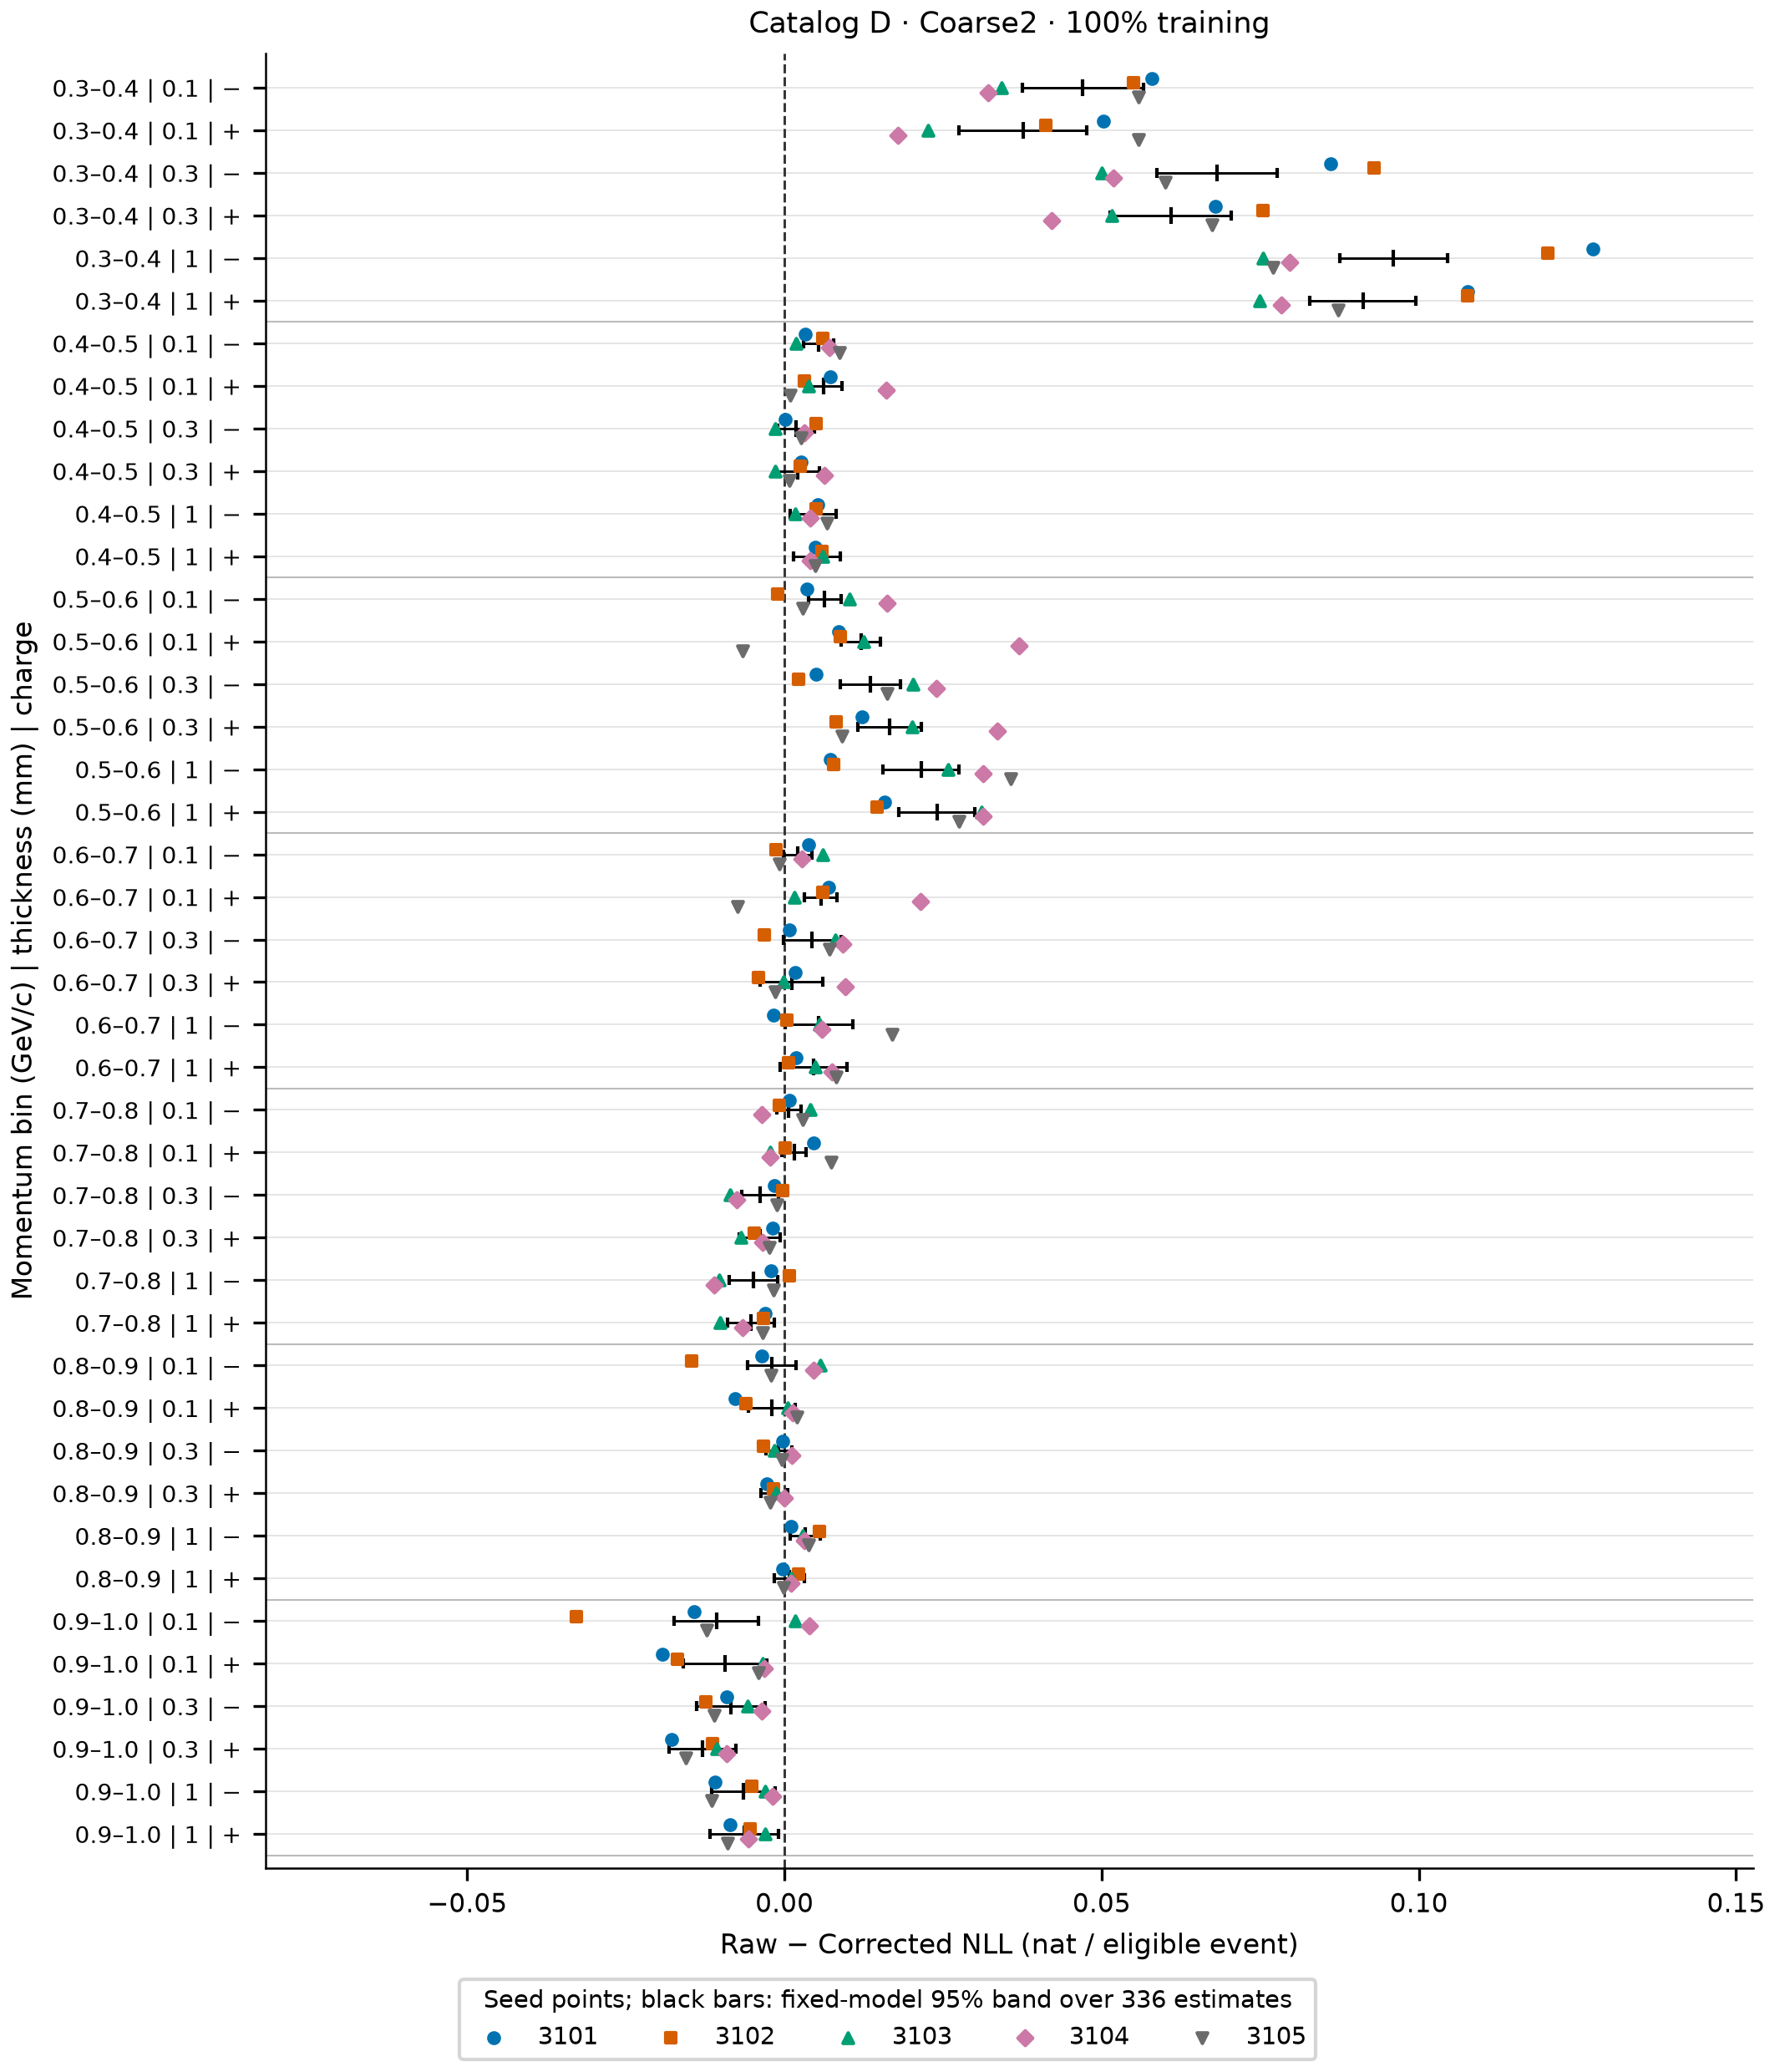 Catalog D · Coarse2 · 100% training
Momentum bin (GeV/c) | thickness (mm) | charge
0.3–0.4 | 0.1 | −
0.3–0.4 | 0.1 | +
0.3–0.4 | 0.3 | −
0.3–0.4 | 0.3 | +
0.3–0.4 | 1 | −
0.3–0.4 | 1 | +
0.4–0.5 | 0.1 | −
0.4–0.5 | 0.1 | +
0.4–0.5 | 0.3 | −
0.4–0.5 | 0.3 | +
0.4–0.5 | 1 | −
0.4–0.5 | 1 | +
0.5–0.6 | 0.1 | −
0.5–0.6 | 0.1 | +
0.5–0.6 | 0.3 | −
0.5–0.6 | 0.3 | +
0.5–0.6 | 1 | −
0.5–0.6 | 1 | +
0.6–0.7 | 0.1 | −
0.6–0.7 | 0.1 | +
0.6–0.7 | 0.3 | −
0.6–0.7 | 0.3 | +
0.6–0.7 | 1 | −
0.6–0.7 | 1 | +
0.7–0.8 | 0.1 | −
0.7–0.8 | 0.1 | +
0.7–0.8 | 0.3 | −
0.7–0.8 | 0.3 | +
0.7–0.8 | 1 | −
0.7–0.8 | 1 | +
0.8–0.9 | 0.1 | −
0.8–0.9 | 0.1 | +
0.8–0.9 | 0.3 | −
0.8–0.9 | 0.3 | +
0.8–0.9 | 1 | −
0.8–0.9 | 1 | +
0.9–1.0 | 0.1 | −
0.9–1.0 | 0.1 | +
0.9–1.0 | 0.3 | −
0.9–1.0 | 0.3 | +
0.9–1.0 | 1 | −
0.9–1.0 | 1 | +
−0.05 0.00 0.05 0.10 0.15
Raw − Corrected NLL (nat / eligible event)
Seed points; black bars: fixed-model 95% band over 336 estimates
3101 3102 3103 3104 3105